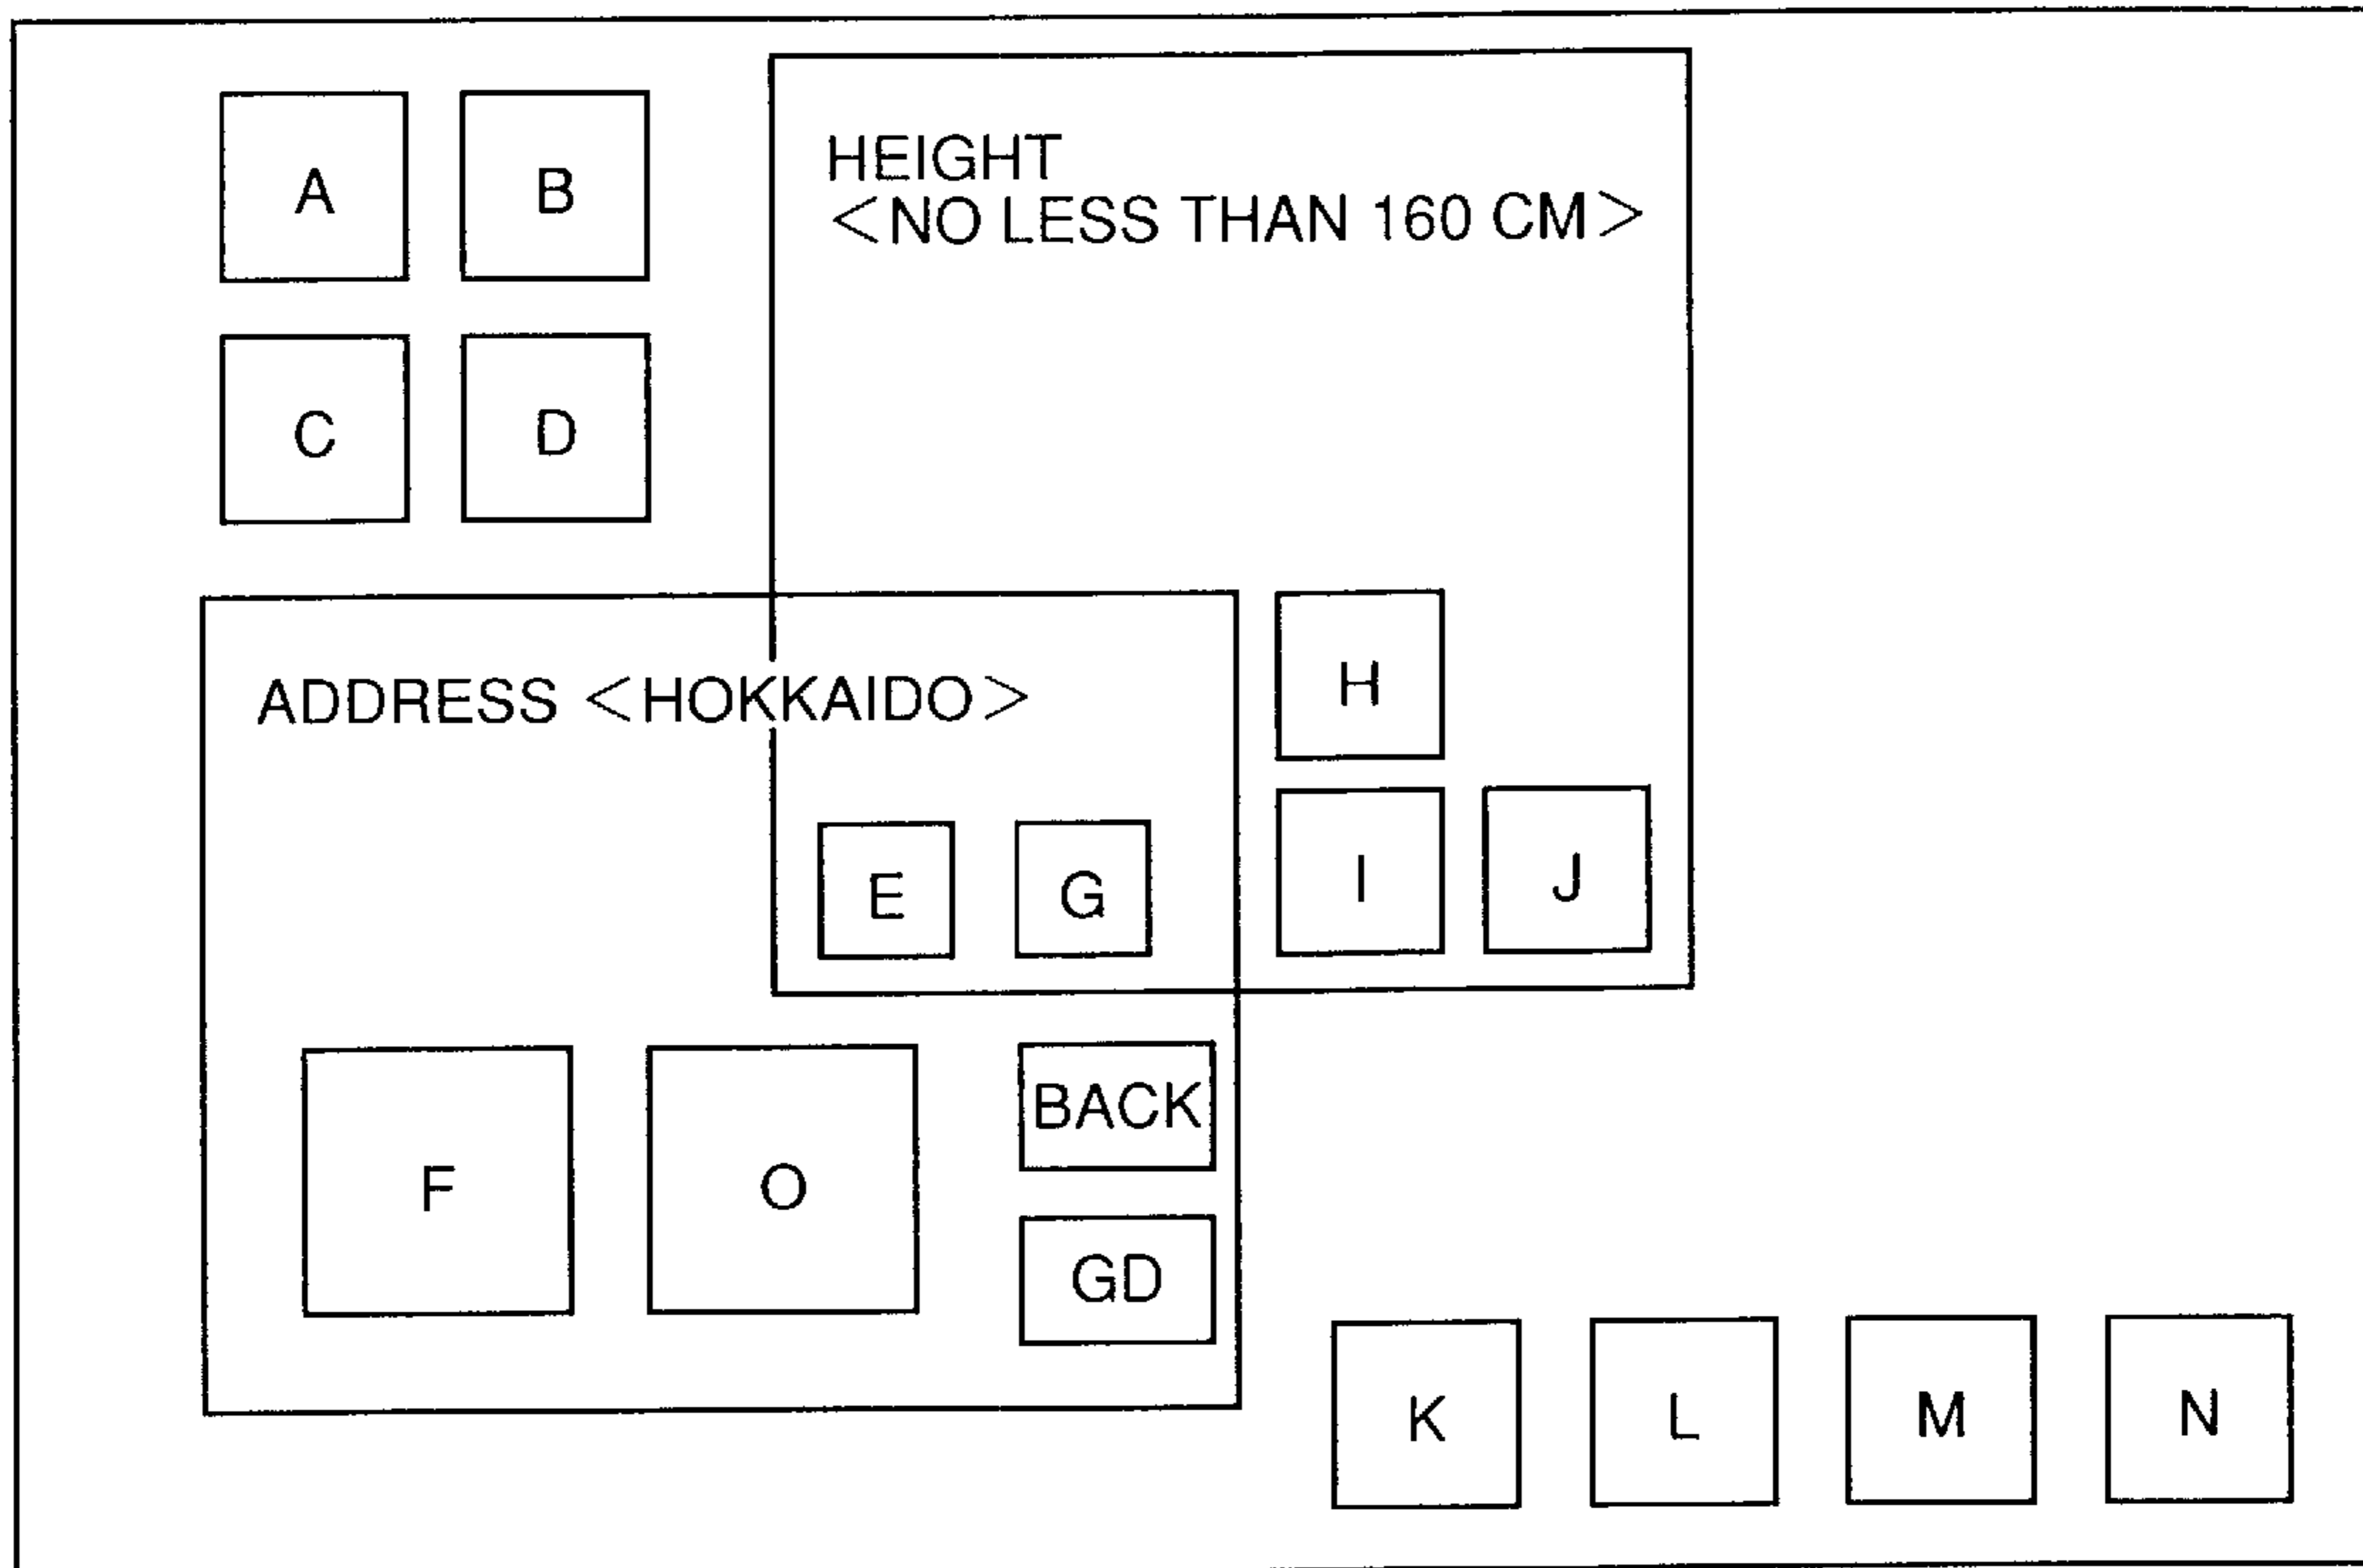 A B
HEIGHT
<NO LESS THAN 160 CM>
C D
H
ADDRESS <HOKKAIDO>
E G I J
BACK
F O
GD
K L M N